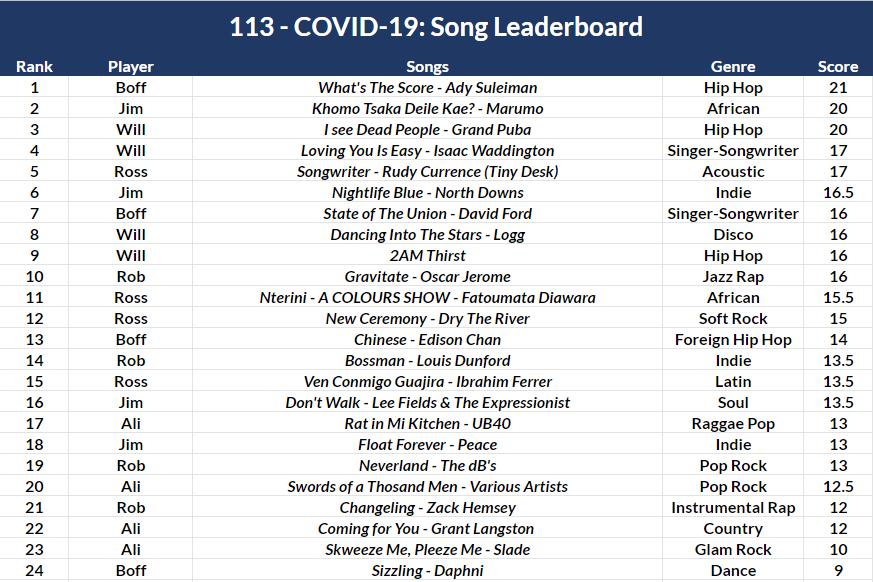 113 - COVID-19: Song Leaderboard
Rank Player Songs Genre Score
1 Boff What's The Score - Ady Suleiman Hip Hop 21
2 Jim Khomo Tsaka Deile Kae? - Marumo African 20
3 Will I see Dead People - Grand Puba Hip Hop 20
4 Will Loving You Is Easy - Isaac Waddington Singer-Songwriter 17
5 Ross Songwriter - Rudy Currence (Tiny Desk) Acoustic 17
6 Jim Nightlife Blue - North Downs Indie 16.5
7 Boff State of The Union - David Ford Singer-Songwriter 16
8 Will Dancing Into The Stars - Logg Disco 16
9 Will 2AM Thirst Hip Hop 16
10 Rob Gravitate - Oscar Jerome Jazz Rap 16
11 Ross Nterini - A COLOURS SHOW - Fatoumata Diawara African 15.5
12 Ross New Ceremony - Dry The River Soft Rock 15
13 Boff Chinese - Edison Chan Foreign Hip Hop 14
14 Rob Bossman - Louis Dunford Indie 13.5
15 Ross Ven Conmigo Guajira - Ibrahim Ferrer Latin 13.5
16 Jim Don't Walk - Lee Fields & The Expressionist Soul 13.5
17 Ali Rat in Mi Kitchen - UB40 Raggae Pop 13
18 Jim Float Forever - Peace Indie 13
19 Rob Neverland - The dB's Pop Rock 13
20 Ali Swords of a Thosand Men - Various Artists Pop Rock 12.5
21 Rob Changeling - Zack Hemsey Instrumental Rap 12
22 Ali Coming for You - Grant Langston Country 12
23 Ali Skweeze Me, Pleeze Me - Slade Glam Rock 10
24 Boff Sizzling - Daphni Dance 9